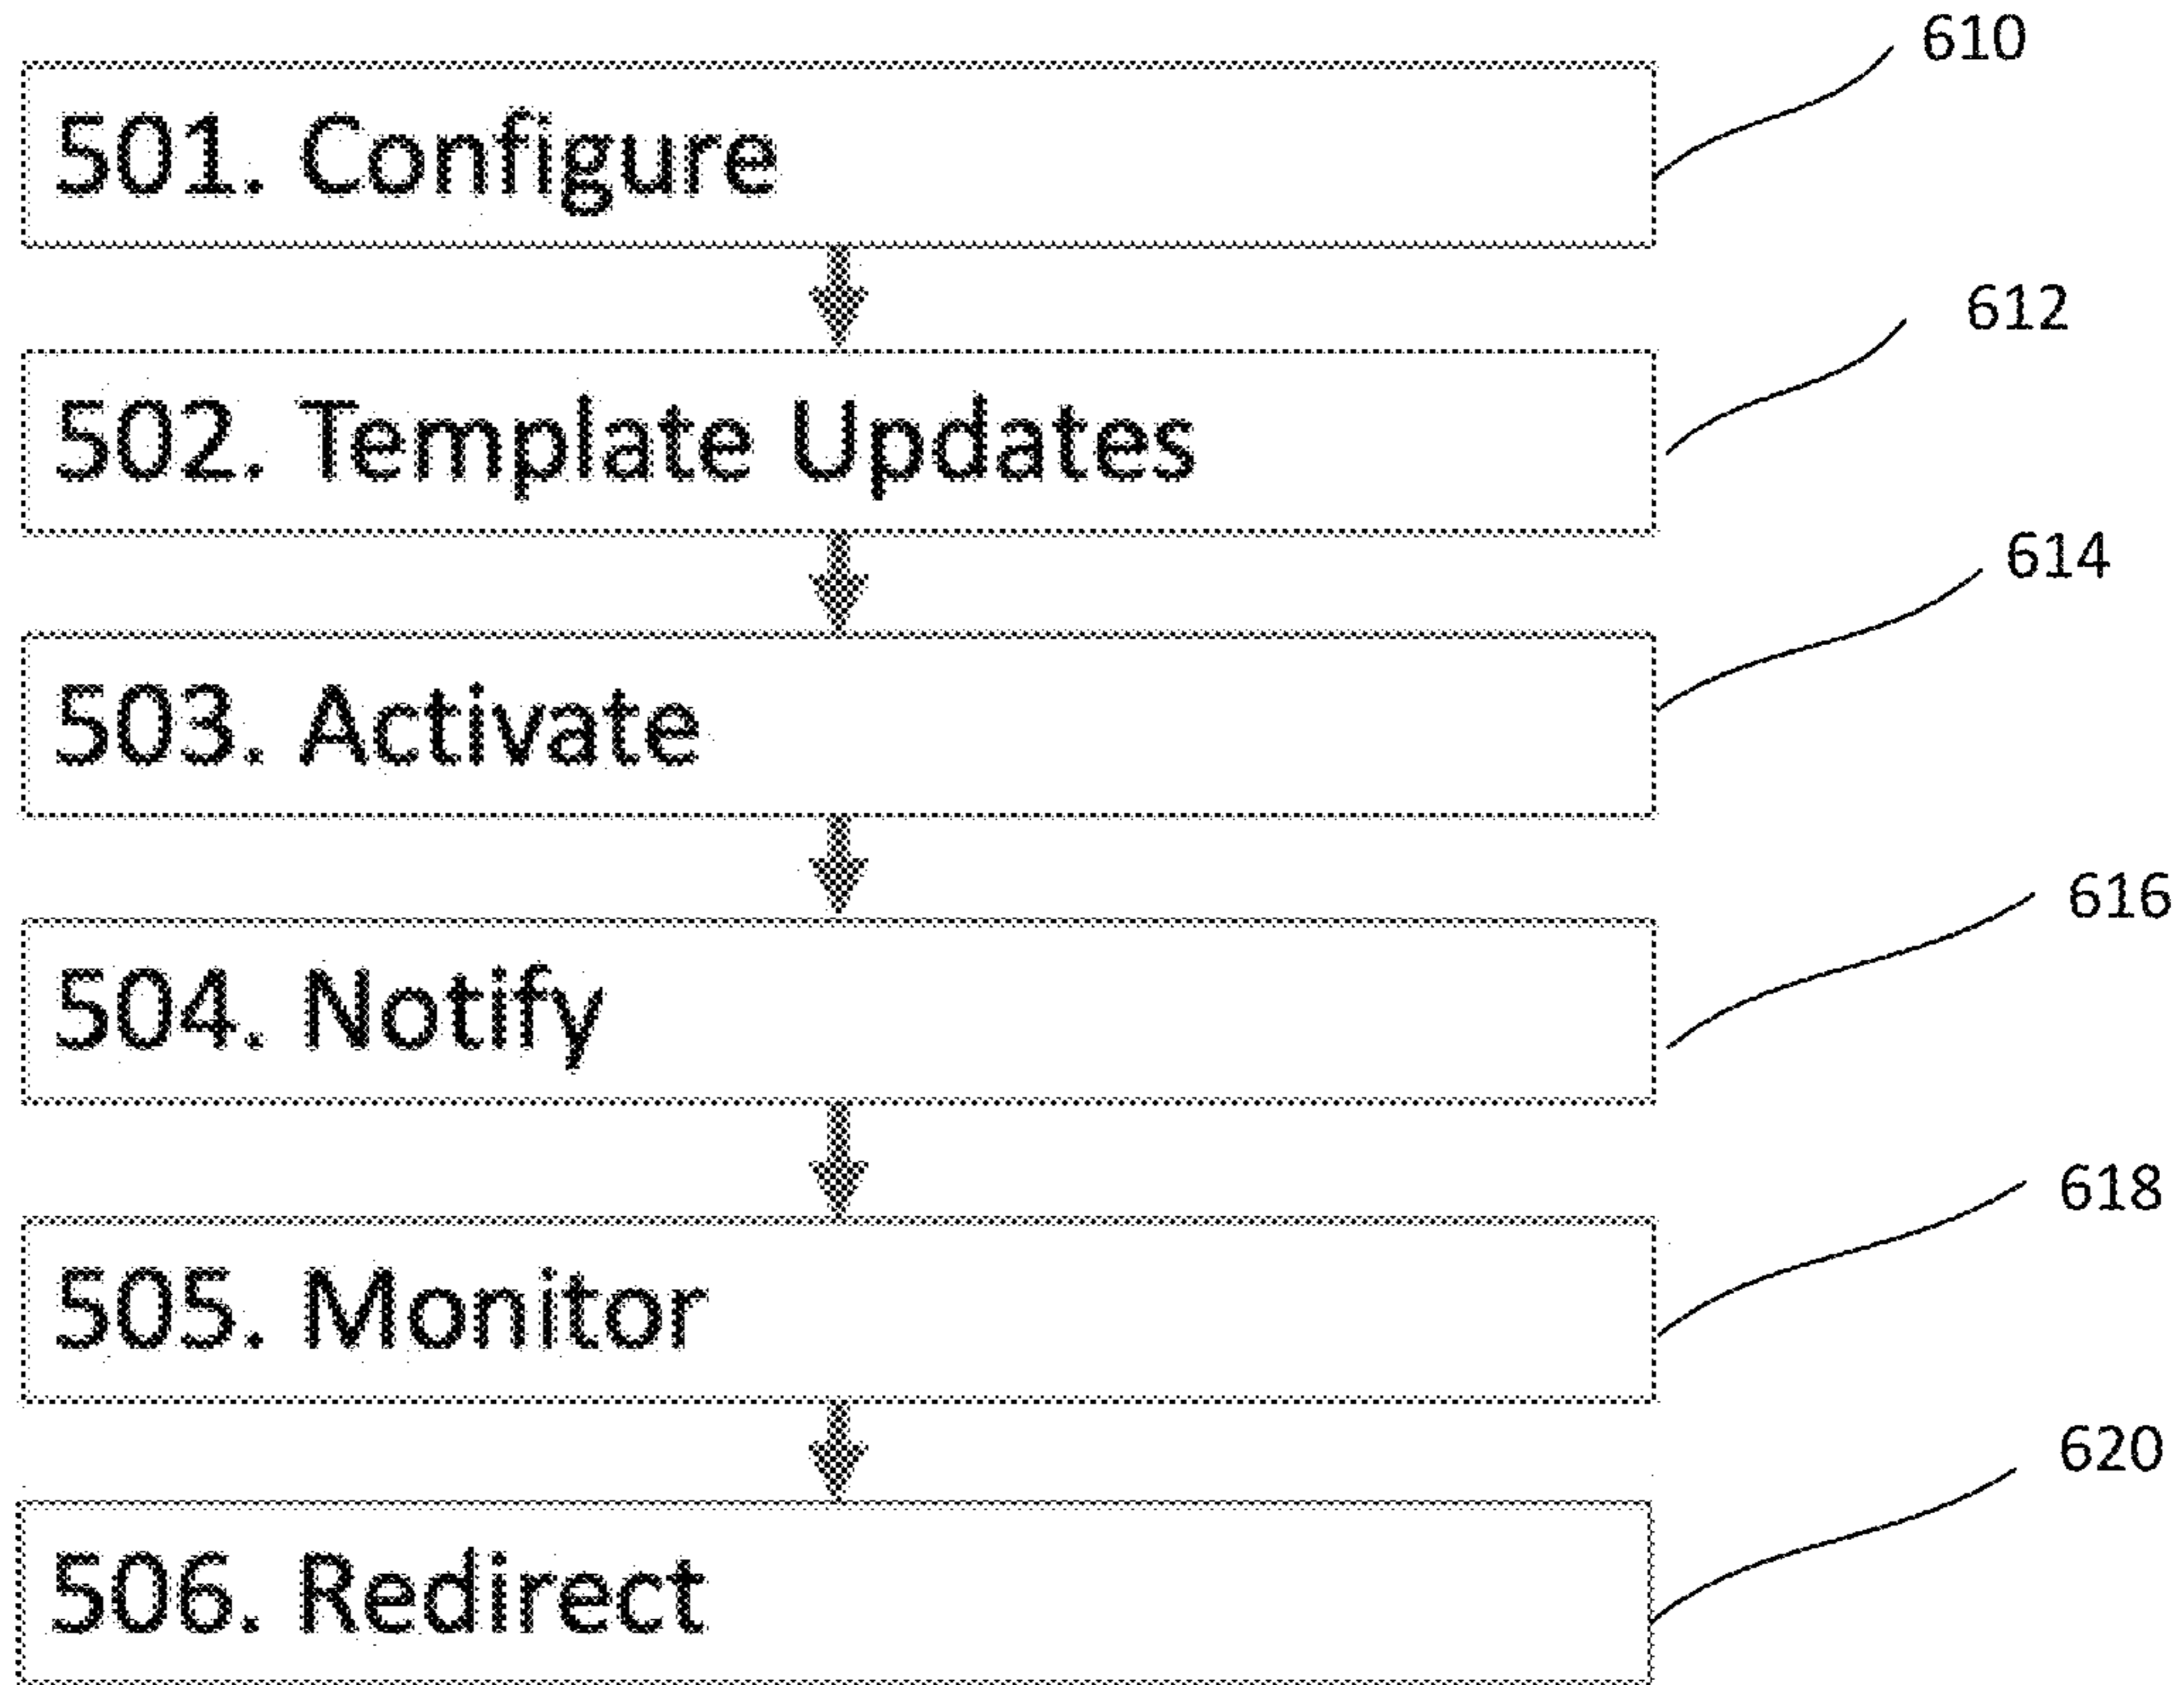 610
501. Configure
612
502. Template Updates
614
503. Activate
616
504. Notify
618
505. Monitor
620
506. Redirect